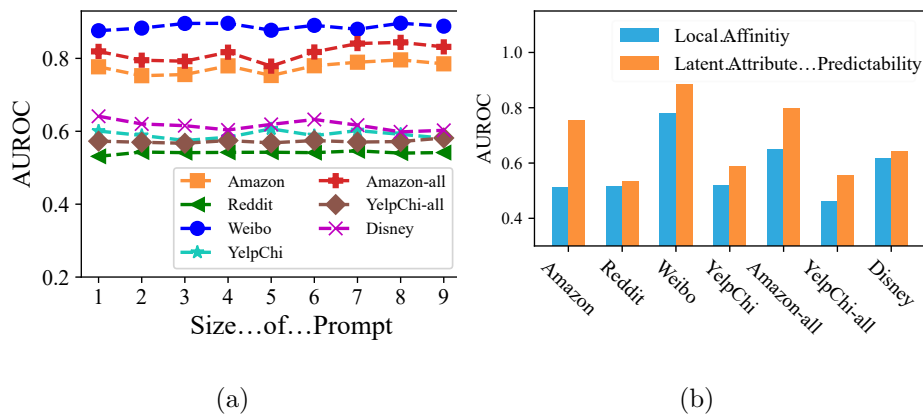 AUROC
0.8
0.6
0.4
0.2
Amazon
Reddit
Weibo
YelpChi
Amazon-all
YelpChi-all
Disney
1 2 3 4 5 6 7 8 9
Size…of…Prompt
(a)
AUROC
1.0
0.8
0.6
0.4
Local.Affinitiy
Latent.Attribute…Predictability
Amazon
Reddit
Weibo
YelpChi
Amazon-all
YelpChi-all
Disney
(b)